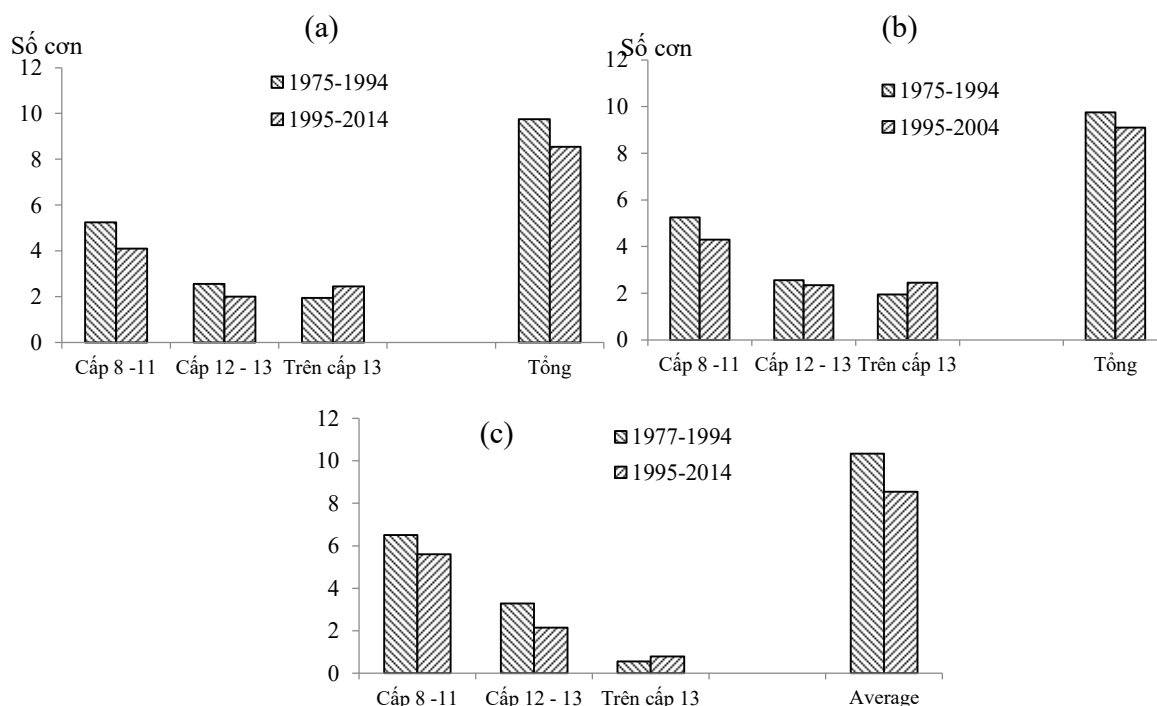 (a)
Số cơn
12
10
8
6
4
2
0
1975-1994
1995-2014
Cấp 8 -11
Cấp 12 - 13
Trên cấp 13
Tổng
(b)
Số cơn
12
10
8
6
4
2
0
1975-1994
1995-2004
Cấp 8 -11
Cấp 12 - 13
Trên cấp 13
Tổng
(c)
12
10
8
6
4
2
0
1977-1994
1995-2014
Cấp 8 -11
Cấp 12 - 13
Trên cấp 13
Average